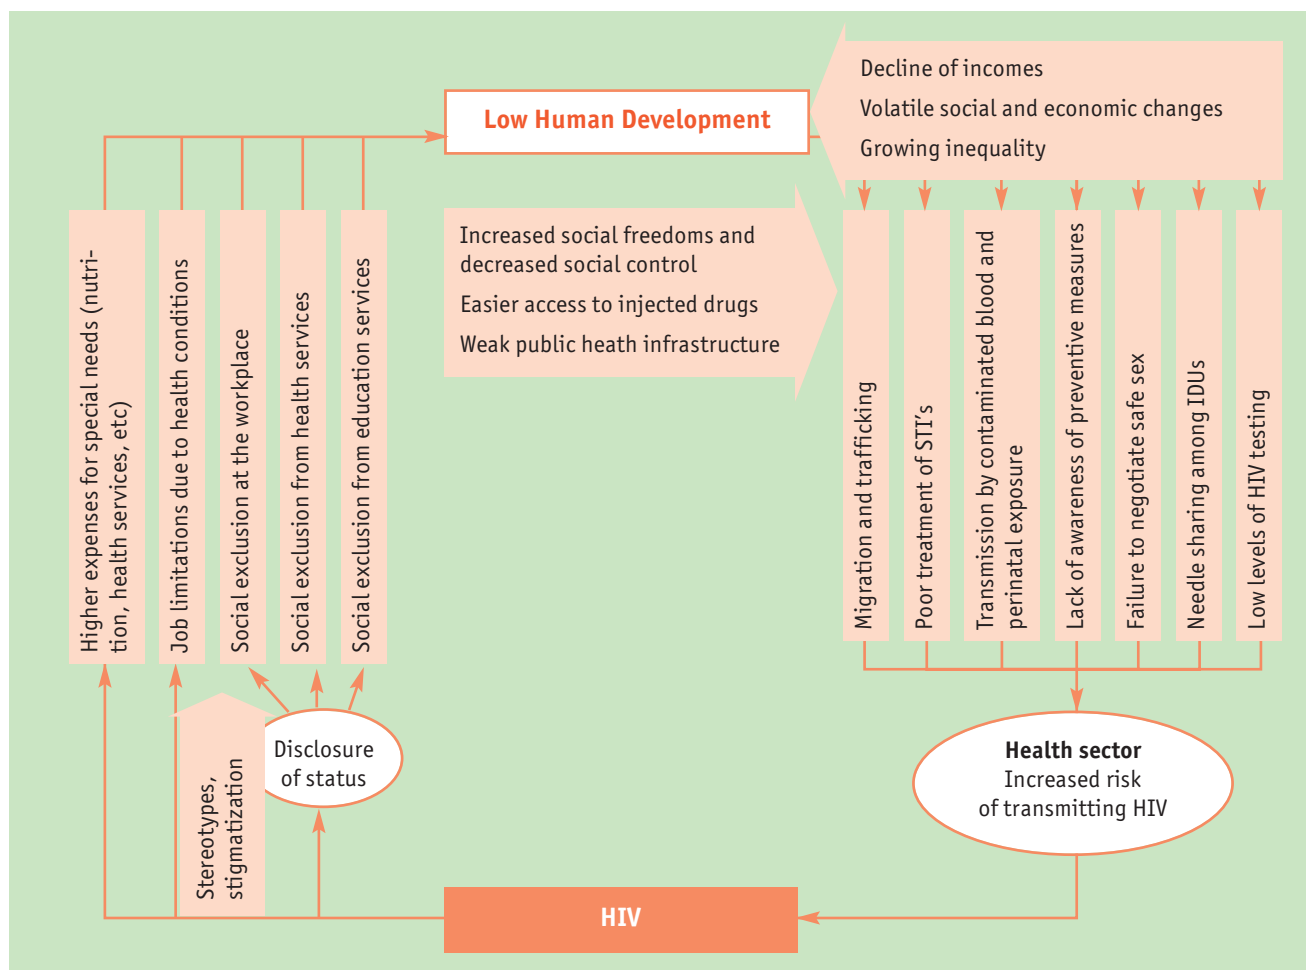 Low Human Development
Decline of incomes
Volatile social and economic changes
Growing inequality
Increased social freedoms and
decreased social control
Easier access to injected drugs
Weak public heath infrastructure
Higher expenses for special needs (nutri-
tion, health services, etc)
Job limitations due to health conditions
Social exclusion at the workplace
Social exclusion from health services
Social exclusion from education services
Migration and trafficking
Poor treatment of STI's
Transmission by contaminated blood and
perinatal exposure
Lack of awareness of preventive measures
Failure to negotiate safe sex
Needle sharing among IDUs
Low levels of HIV testing
Stereotypes,
stigmatization
Disclosure
of status
Health sector
Increased risk
of transmitting HIV
HIV